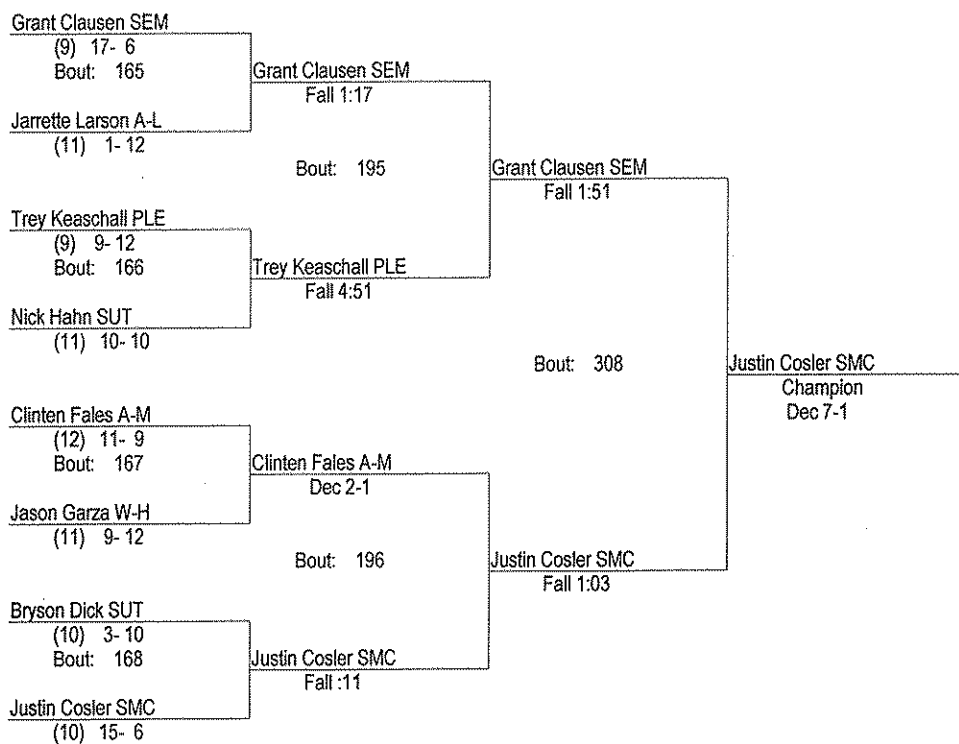 Grant Clausen SEM
(9) 17- 6
Bout: 165
Grant Clausen SEM
Fall 1:17
Jarrette Larson A-L
(11) 1- 12
Bout: 195
Grant Clausen SEM
Fall 1:51
Trey Keaschall PLE
(9) 9- 12
Bout: 166
Trey Keaschall PLE
Fall 4:51
Nick Hahn SUT
(11) 10- 10
Bout: 308
Justin Cosler SMC
Champion
Dec 7-1
Clinten Fales A-M
(12) 11- 9
Bout: 167
Clinten Fales A-M
Dec 2-1
Jason Garza W-H
(11) 9- 12
Bout: 196
Justin Cosler SMC
Fall 1:03
Bryson Dick SUT
(10) 3- 10
Bout: 168
Justin Cosler SMC
Fall :11
Justin Cosler SMC
(10) 15- 6